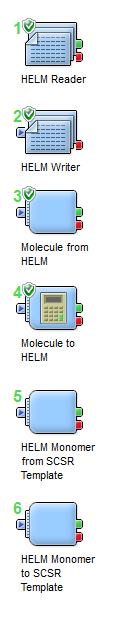 1
HELM Reader
2
HELM Writer
3
Molecule from
HELM
4
Molecule to
HELM
5
HELM Monomer
from SCSR
Template
6
HELM Monomer
to SCSR
Template